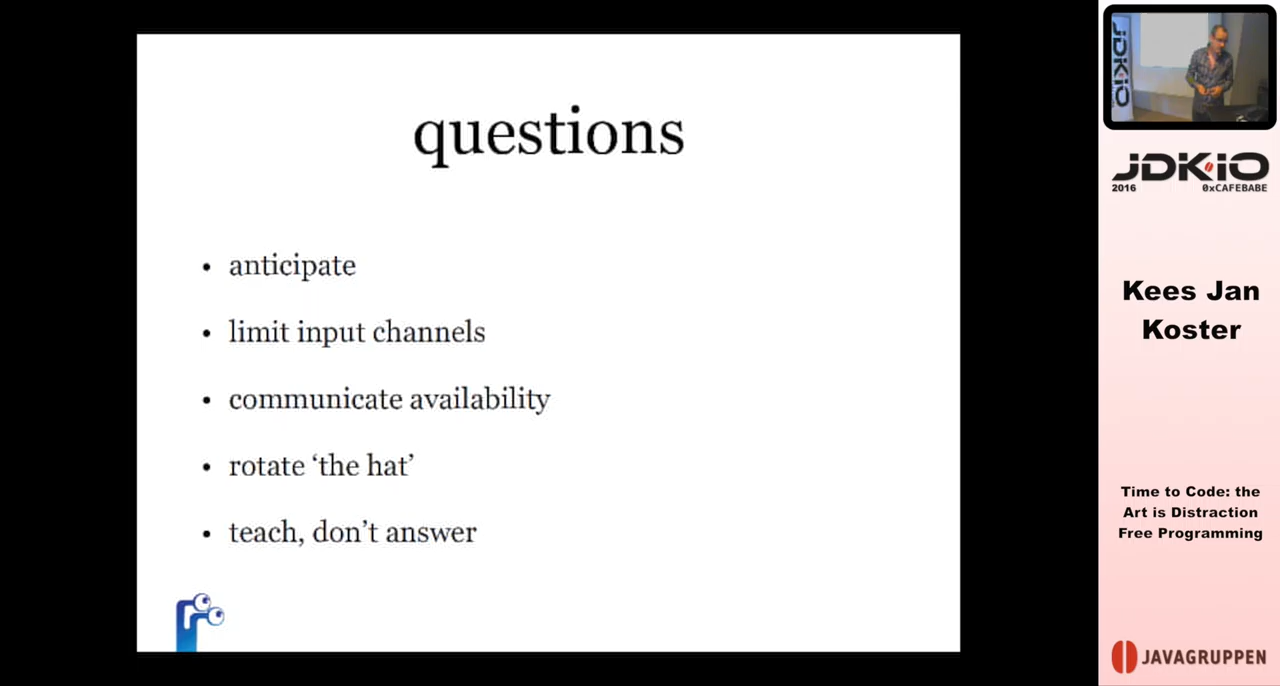 questions
• anticipate
• limit input channels
• communicate availability
• rotate ‘the hat’
• teach, don’t answer
JDKIO
JDK·IO
2016
0xCAFEBABE
Kees Jan
Koster
Time to Code: the
Art is Distraction
Free Programming
JAVAGRUPPEN